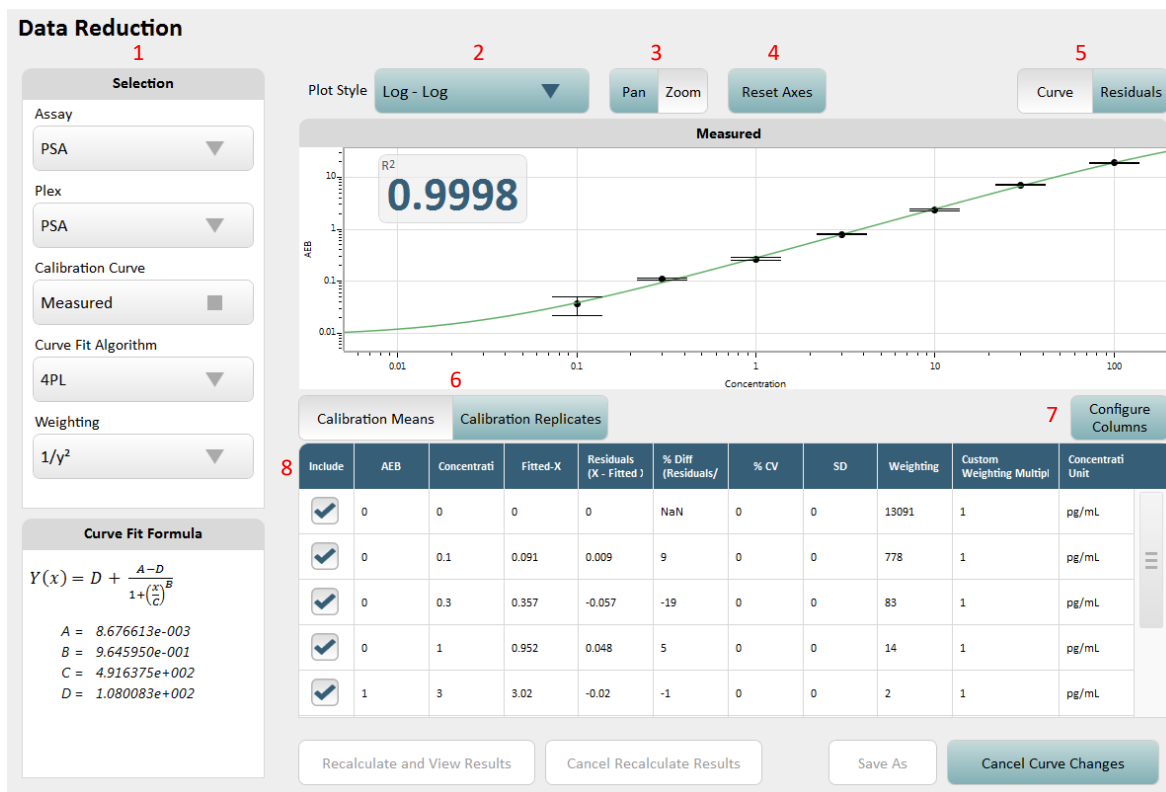 Data Reduction
1
Selection
Assay
PSA
Plex
PSA
Calibration Curve
Measured
Curve Fit Algorithm
4PL
Weighting
1/y²
Curve Fit Formula
Y(x) = D + A−D / 1+(x/C)^B
A = 8.676613e-003
B = 9.645950e-001
C = 4.916375e+002
D = 1.080083e+002
2 3 4 5
Plot Style Log - Log Pan Zoom Reset Axes Curve Residuals
Measured
R²
0.9998
AEB
10
1
0.1
0.01
0.01 0.1 1 10 100
Concentration
6
Calibration Means Calibration Replicates 7 Configure Columns
8
Include AEB Concentrati Fitted-X Residuals (X - Fitted X % Diff (Residuals/ % CV SD Weighting Custom Weighting Multipl Concentrati Unit
0 0 0 0 NaN 0 0 13091 1 pg/mL
0 0.1 0.091 0.009 9 0 0 778 1 pg/mL
0 0.3 0.357 -0.057 -19 0 0 83 1 pg/mL
0 1 0.952 0.048 5 0 0 14 1 pg/mL
1 3 3.02 -0.02 -1 0 0 2 1 pg/mL
Recalculate and View Results Cancel Recalculate Results Save As Cancel Curve Changes